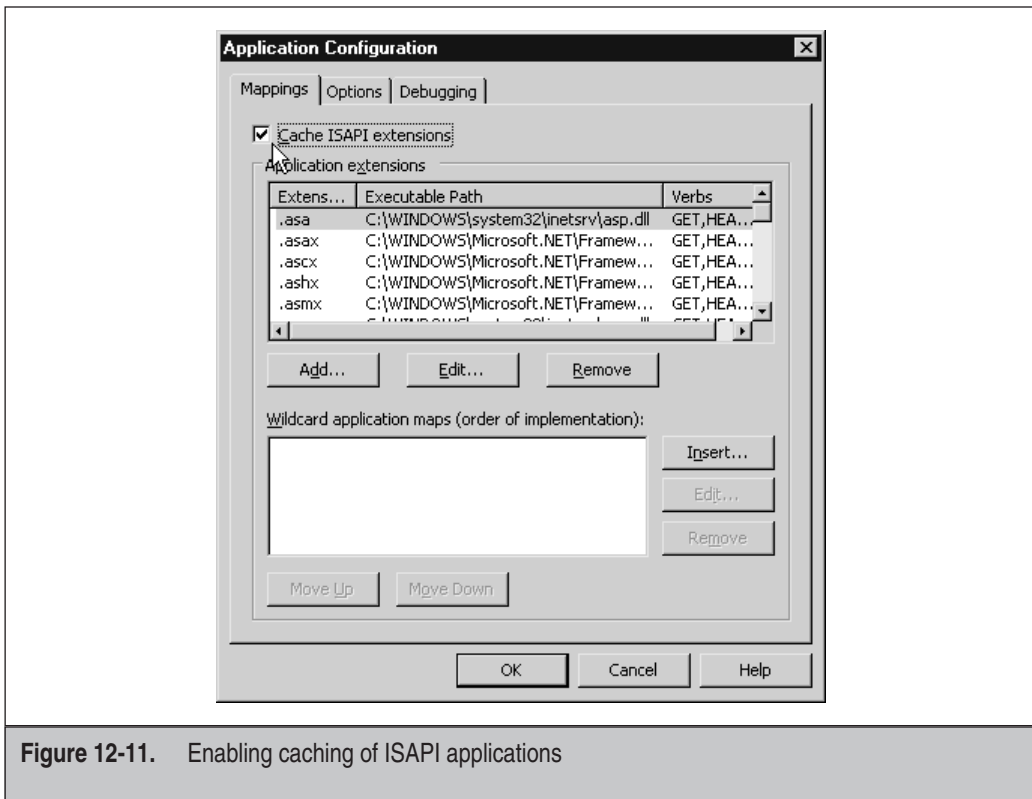 Application Configuration
Mappings Options Debugging
Cache ISAPI extensions
Application extensions
Extens... Executable Path Verbs
.asa C:\WINDOWS\system32\inetsrv\asp.dll GET,HEA...
.asax C:\WINDOWS\Microsoft.NET\Framew... GET,HEA...
.ascx C:\WINDOWS\Microsoft.NET\Framew... GET,HEA...
.ashx C:\WINDOWS\Microsoft.NET\Framew... GET,HEA...
.asmx C:\WINDOWS\Microsoft.NET\Framew... GET,HEA...
Add... Edit... Remove
Wildcard application maps (order of implementation):
Insert...
Edit...
Remove
Move Up Move Down
OK Cancel Help
Figure 12-11. Enabling caching of ISAPI applications